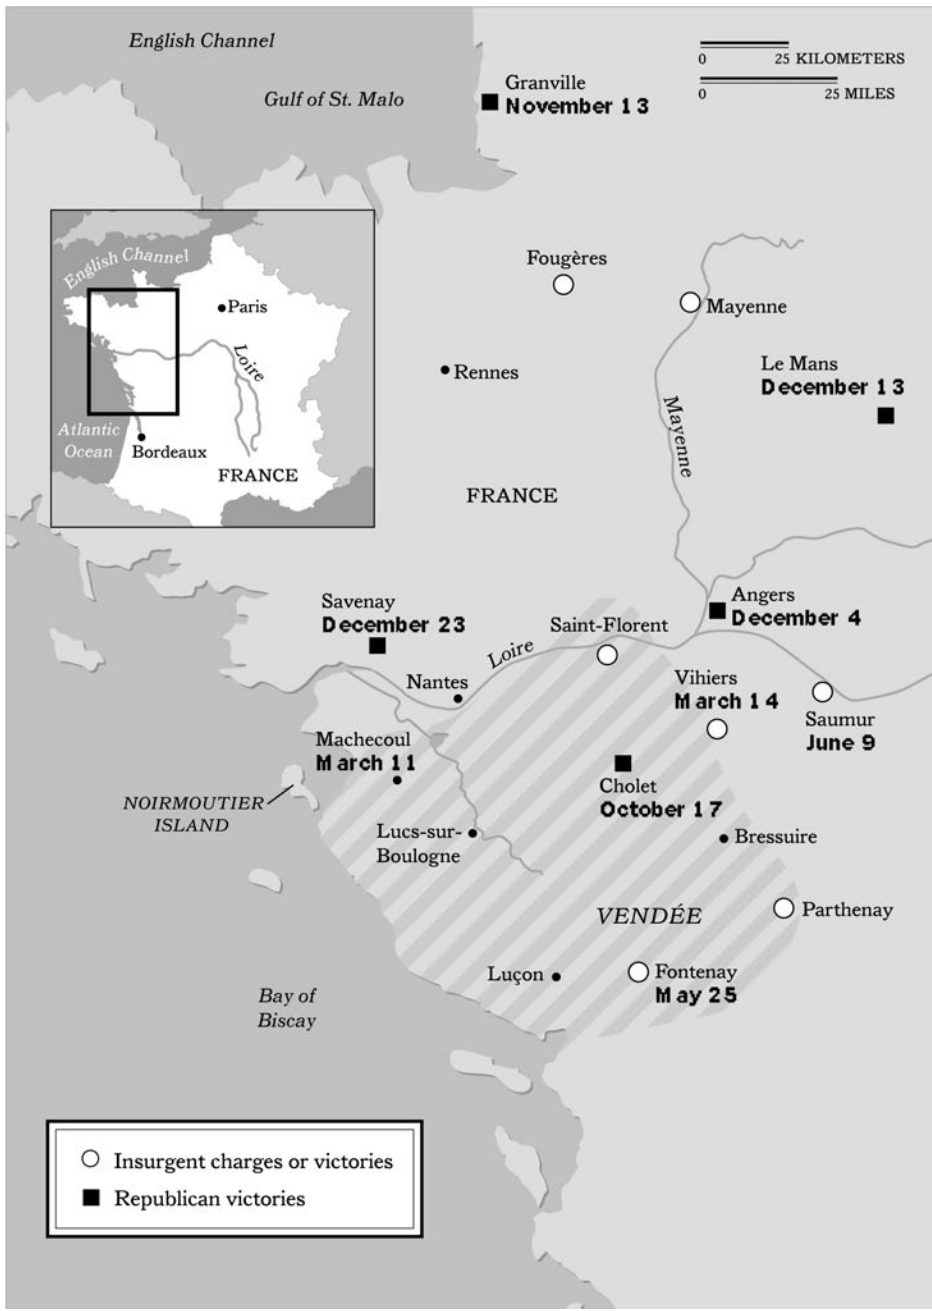 English Channel
Gulf of St. Malo
0 25 KILOMETERS
0 25 MILES
Granville
November 13
English Channel
Paris
Loire
Atlantic
Ocean
Bordeaux
FRANCE
Fougères
Mayenne
Rennes
Le Mans
December 13
Mayenne
FRANCE
Savenay
December 23
Saint-Florent
Angers
December 4
Loire
Nantes
Vihiers
March 14
Saumur
June 9
Machecoul
March 11
NOIRMOUTIER
ISLAND
Cholet
October 17
Lucs-sur-
Boulogne
Bressuire
VENDÉE
Parthenay
Luçon
Fontenay
May 25
Bay of
Biscay
Insurgent charges or victories
Republican victories